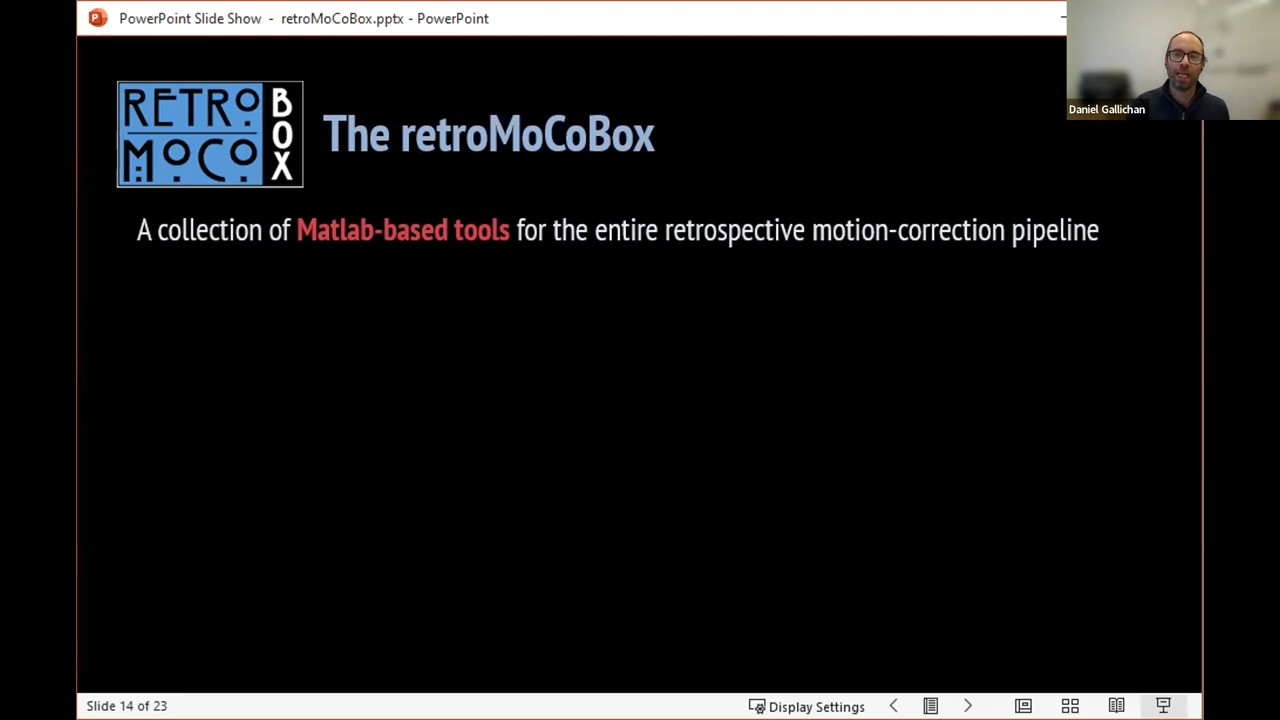 PowerPoint Slide Show - retroMoCoBox.pptx - PowerPoint
Daniel Gallichan
RETRO
MOCO
BOX
The retroMoCoBox
A collection of Matlab-based tools for the entire retrospective motion-correction pipeline
Slide 14 of 23
Display Settings